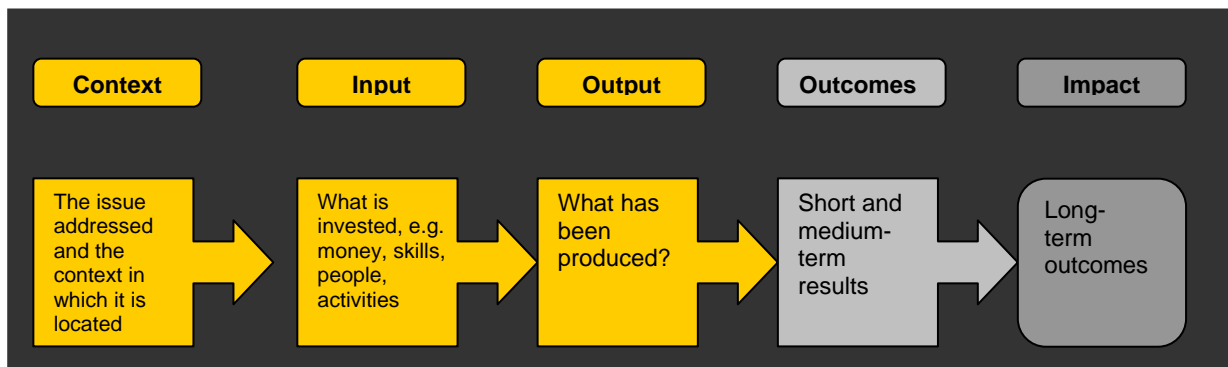 Context
Input
Output
Outcomes
Impact
The issue
addressed
and the
context in
which it is
located
What is
invested, e.g.
money, skills,
people,
activities
What has
been
produced?
Short and
medium-
term
results
Long-
term
outcomes